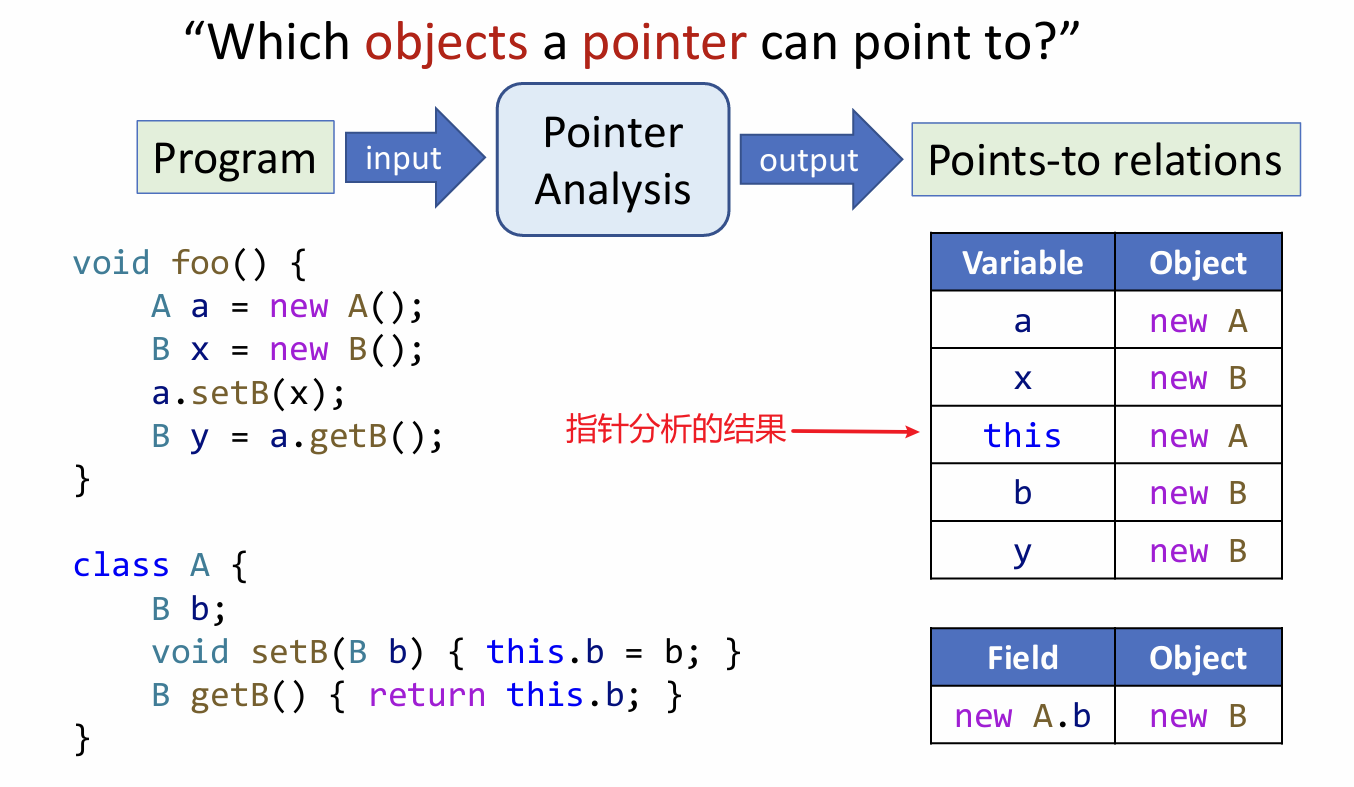 “Which objects a pointer can point to?”
Program
input
Pointer
Analysis
output
Points-to relations
void foo() {
    A a = new A();
    B x = new B();
    a.setB(x);
    B y = a.getB();
}
class A {
    B b;
    void setB(B b) { this.b = b; }
    B getB() { return this.b; }
}
指针分析的结果
Variable Object
a new A
x new B
this new A
b new B
y new B
Field Object
new A.b new B